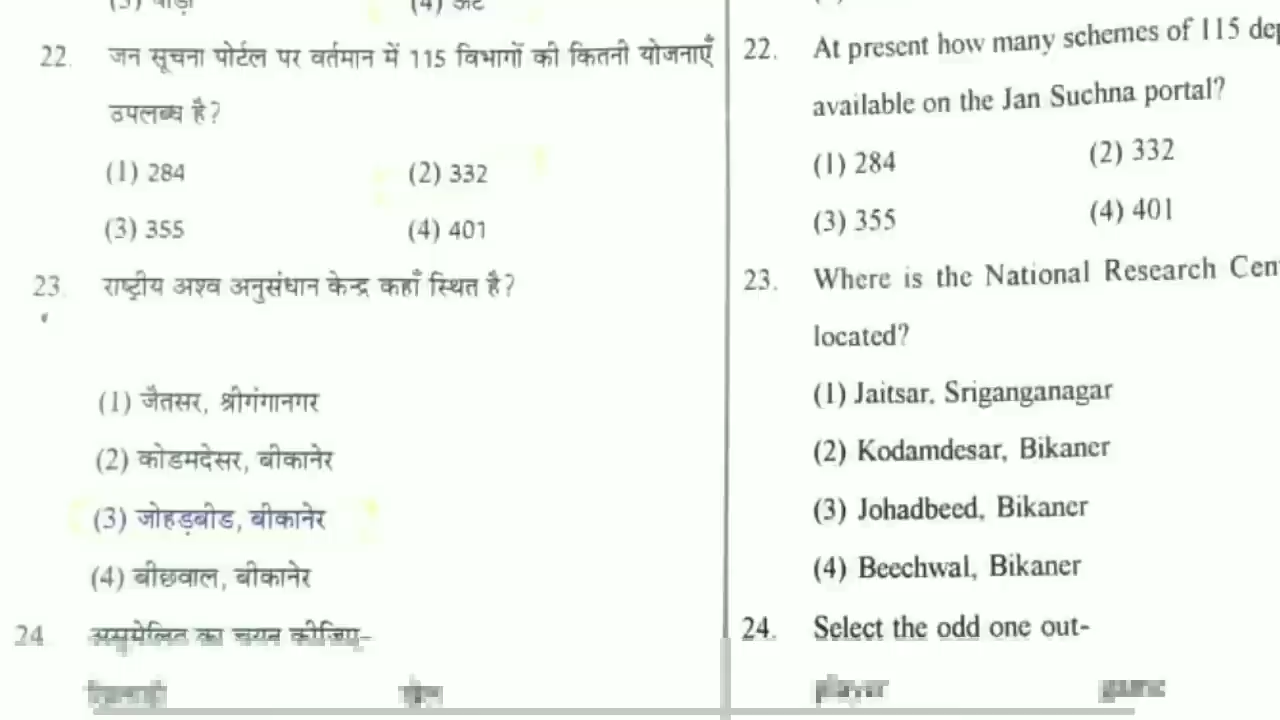 22. जन सूचना पोर्टल पर वर्तमान में 115 विभागों की कितनी योजनाएँ
उपलब्ध है?
(1) 284 (2) 332
(3) 355 (4) 401
23. राष्ट्रीय अश्व अनुसंधान केन्द्र कहाँ स्थित है?
(1) जैतसर, श्रीगंगानगर
(2) कोडमदेसर, बीकानेर
(3) जोहड़बीड, बीकानेर
(4) बीछवाल, बीकानेर
24. असुमेलित का चयन कीजिए-
खिलाड़ी खेल
22. At present how many schemes of 115
available on the Jan Suchna portal?
(1) 284 (2) 332
(3) 355 (4) 401
23. Where is the National Research
located?
(1) Jaitsar, Sriganganagar
(2) Kodamdesar, Bikaner
(3) Johadbeed, Bikaner
(4) Beechwal, Bikaner
24. Select the odd one out-
player game